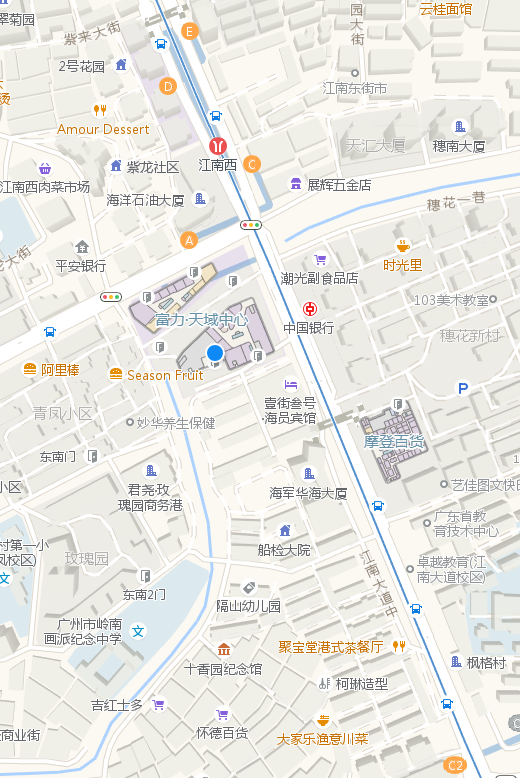 翠菊园
紫来大街
E
园
大
街
云桂面馆
2号花园
D
江南东街市
Amour Dessert
江南西
C
天汇大厦
穗南大厦
紫龙社区
江南西肉菜市场
海洋石油大厦
展辉五金店
穗花一巷
A
大街
平安银行
潮光副食品店
时光里
103美术教室
富力·天域中心
中国银行
穗花新村
阿里棒
Season Fruit
P
青凤小区
妙华养生保健
壹街叁号
·海员宾馆
摩登百货
东南门
小区
君尧·玫
瑰园商务港
海军华海大厦
艺佳图文快印
广东省教
育技术中心
村第一小
凤校区)
玫瑰园
船检大院
江南大道中
卓越教育(江
南大道校区)
文
东南2门
隔山幼儿园
广州市岭南
画派纪念中学
文
聚宝堂港式茶餐厅
枫格村
十香园纪念馆
柯琳造型
吉红士多
怀德百货
大家乐渔意川菜
商业街
C2